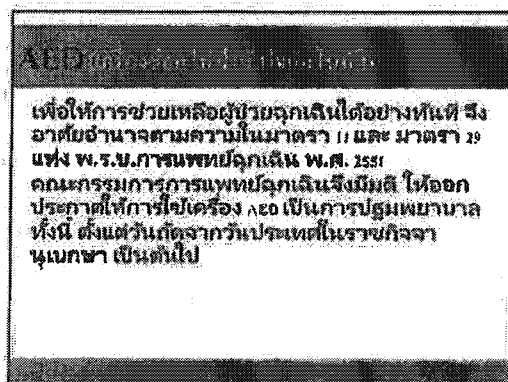 AED
เพื่อให้การช่วยเหลือผู้ป่วยฉุกเฉินได้อย่างทันที จึง
อาศัยอำนาจตามความในมาตรา 11 และ มาตรา 29
แห่ง พ.ร.บ.การแพทย์ฉุกเฉิน พ.ศ. 2551
คณะกรรมการการแพทย์ฉุกเฉินจึงมีมติ ให้ออก
ประกาศให้การใช้เครื่อง AED เป็นการปฐมพยาบาล
ทั้งนี้ ตั้งแต่วันถัดจากวันประเทศในราชกิจจา
นุเบกษา เป็นต้นไป